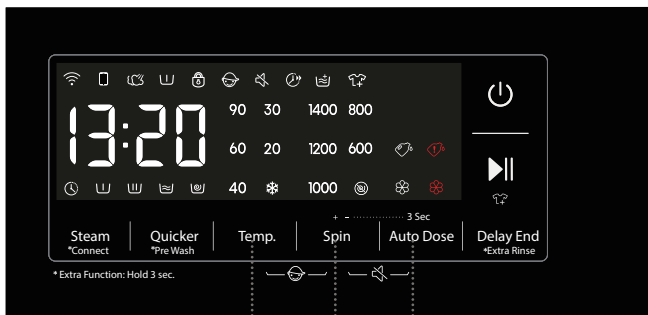 13:20
90 30 1400 800
60 20 1200 600
40 1000
+ - 3 Sec
Steam Quicker Temp. Spin Auto Dose Delay End
*Connect *Pre Wash *Extra Rinse
* Extra Function: Hold 3 sec.